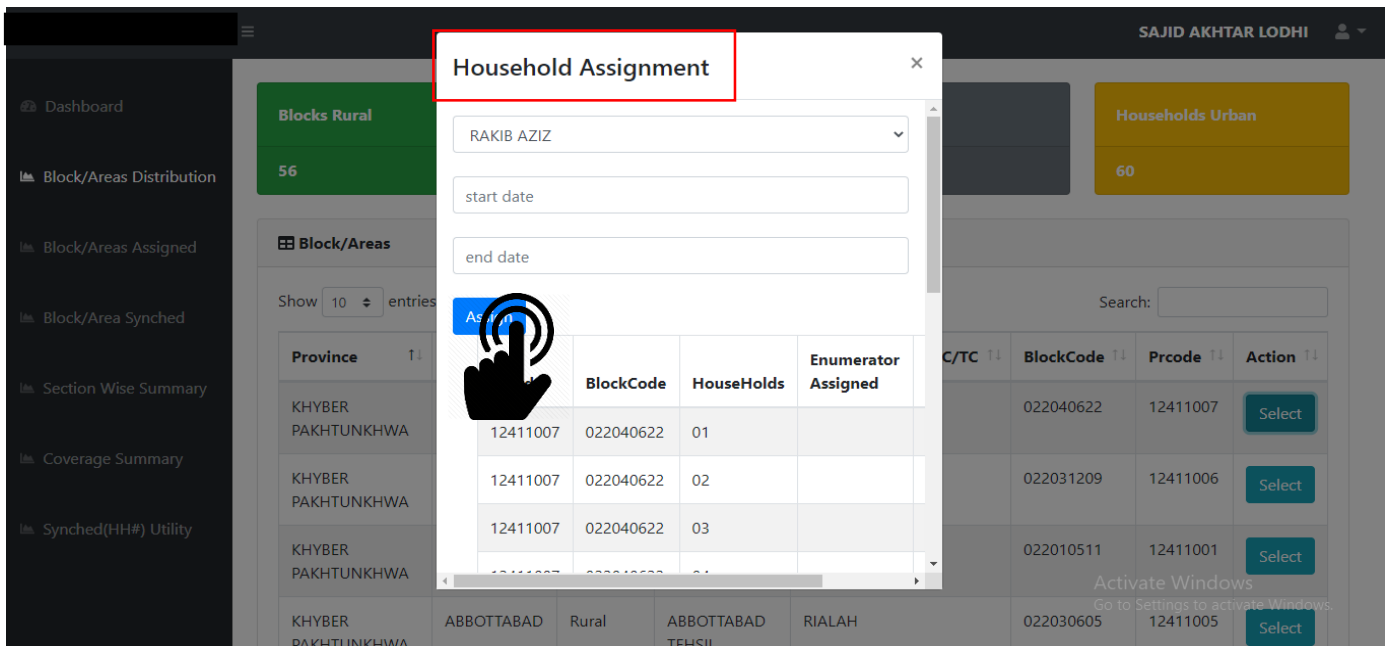 SAJID AKHTAR LODHI
Household Assignment
×
Dashboard
Block/Areas Distribution
Block/Areas Assigned
Block/Area Synched
Section Wise Summary
Coverage Summary
Synched(HH#) Utility
Blocks Rural
56
Households Urban
60
RAKIB AZIZ
start date
end date
Assign
BlockCode HouseHolds Enumerator
Assigned
12411007 022040622 01
12411007 022040622 02
12411007 022040622 03
Block/Areas
Show 10 entries
Search:
Province C/TC BlockCode Prcode Action
KHYBER
PAKHTUNKHWA
022040622 12411007 Select
KHYBER
PAKHTUNKHWA
022031209 12411006 Select
KHYBER
PAKHTUNKHWA
022010511 12411001 Select
KHYBER
PAKHTUNKHWA
ABBOTTABAD Rural ABBOTTABAD
TEHSIL
RIALAH 022030605 12411005 Select
Activate Windows
Go to Settings to activate Windows.